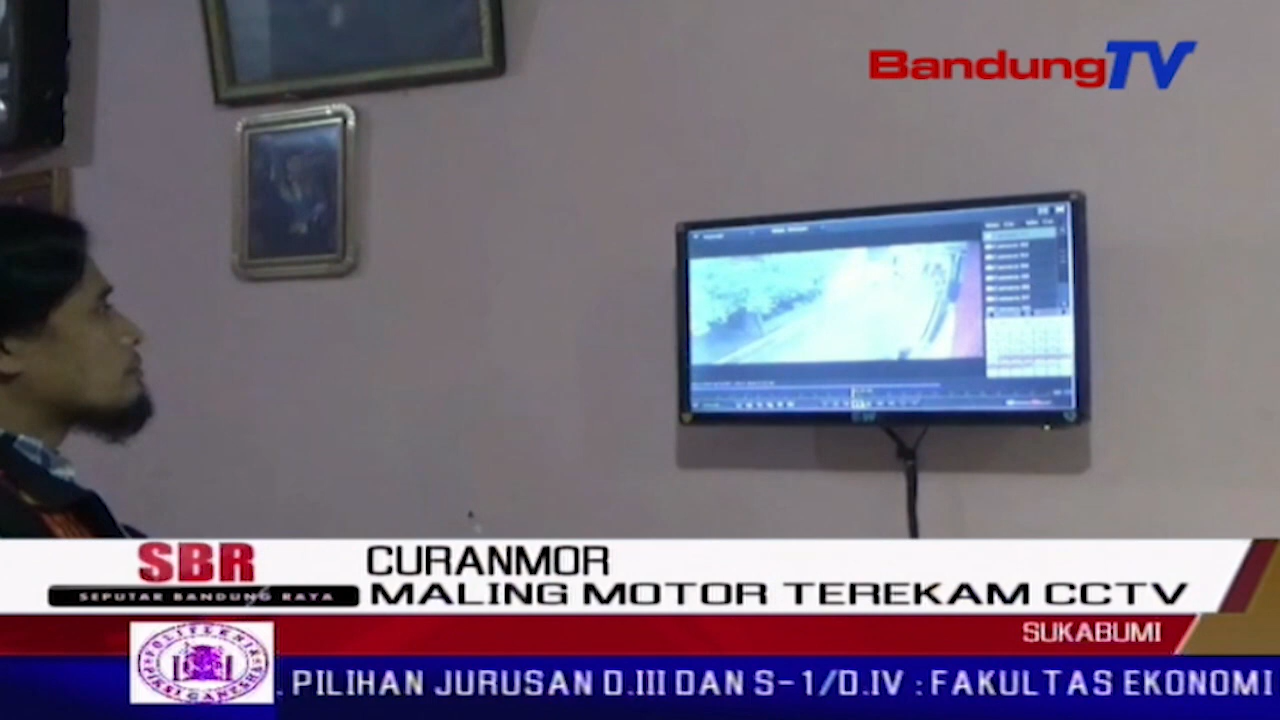 BandungTV
SBR
SEPUTAR BANDUNG RAYA
CURANMOR
MALING MOTOR TEREKAM CCTV
SUKABUMI
. PILIHAN JURUSAN D.III DAN S-1/D.IV : FAKULTAS EKONOMI